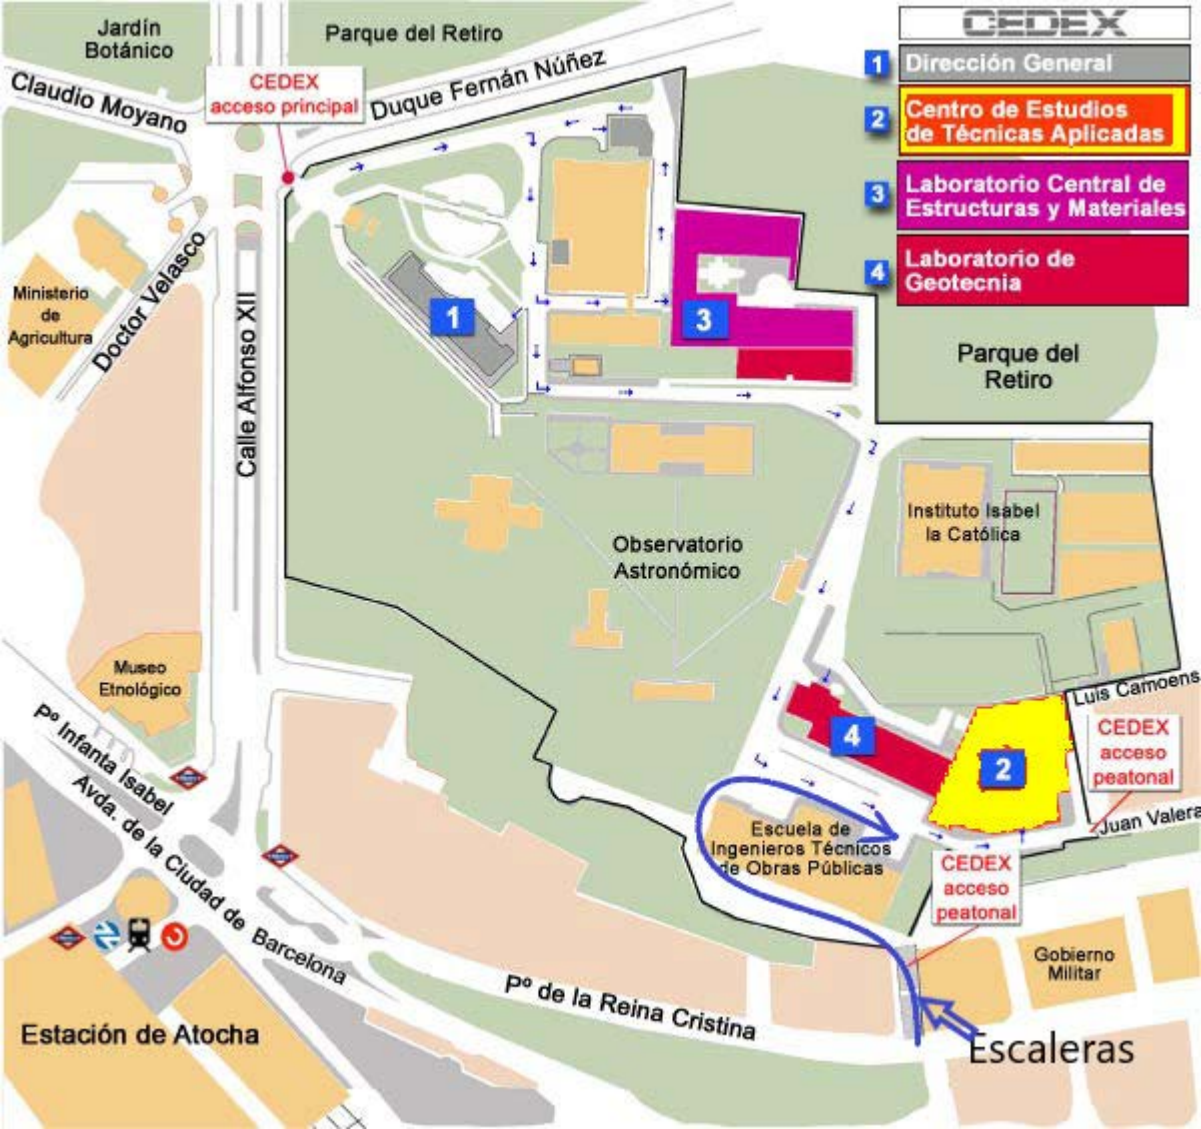 Jardín
Botánico
Parque del Retiro
CEDEX
1
Dirección General
2
Centro de Estudios
de Técnicas Aplicadas
3
Laboratorio Central de
Estructuras y Materiales
4
Laboratorio de
Geotecnia
Claudio Moyano
CEDEX
acceso principal
Duque Fernán Núñez
Ministerio
de
Agricultura
Doctor Velasco
Calle Alfonso XII
1
3
Parque del
Retiro
Instituto Isabel
la Católica
Observatorio
Astronómico
Museo
Etnológico
Luis Camoens
4
2
CEDEX
acceso
peatonal
Juan Valera
Pº Infanta Isabel
Avda. de la Ciudad de Barcelona
Escuela de
Ingenieros Técnicos
de Obras Públicas
CEDEX
acceso
peatonal
Gobierno
Militar
Pº de la Reina Cristina
Estación de Atocha
Escaleras